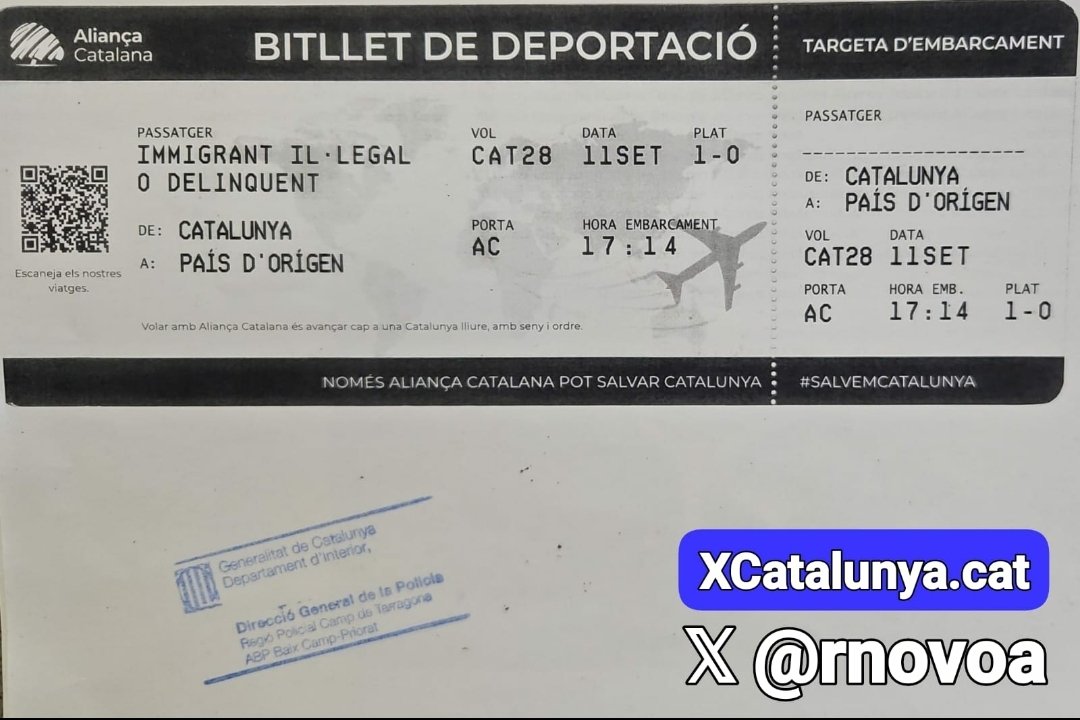 Aliança
Catalana
BITLLET DE DEPORTACIÓ
TARGETA D'EMBARCAMENT
PASSATGER
IMMIGRANT IL·LEGAL
O DELINQUENT
DE: CATALUNYA
A: PAÍS D'ORÍGEN
VOL
CAT28
DATA
11SET
PLAT
1-0
PORTA
AC
HORA EMBARCAMENT
17:14
Escaneja els nostres
viatges.
Volar amb Aliança Catalana és avançar cap a una Catalunya lliure, amb seny i ordre.
PASSATGER
DE: CATALUNYA
A: PAÍS D'ORÍGEN
VOL
CAT28
DATA
11SET
PORTA
AC
HORA EMB.
17:14
PLAT
1-0
NOMÉS ALIANÇA CATALANA POT SALVAR CATALUNYA
#SALVEMCATALUNYA
Generalitat de Catalunya
Departament d'Interior,
Direcció General de la Policia
Regió Policial Camp de Tarragona
ABP Baix Camp-Priorat
XCatalunya.cat
X @rnovoa